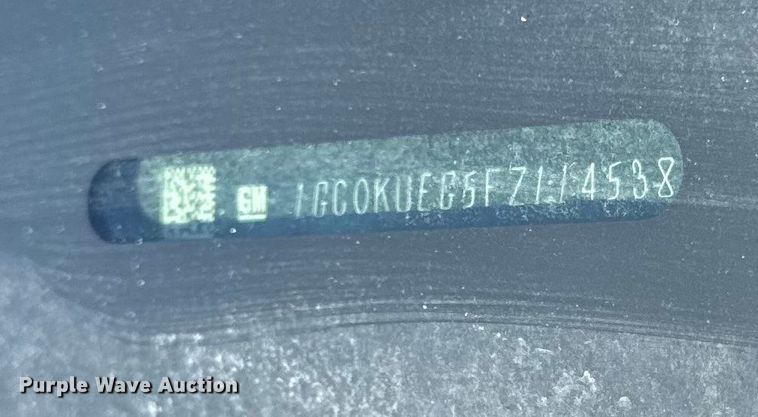 GM 1GC0KUEG5FZ114538
Purple Wave Auction